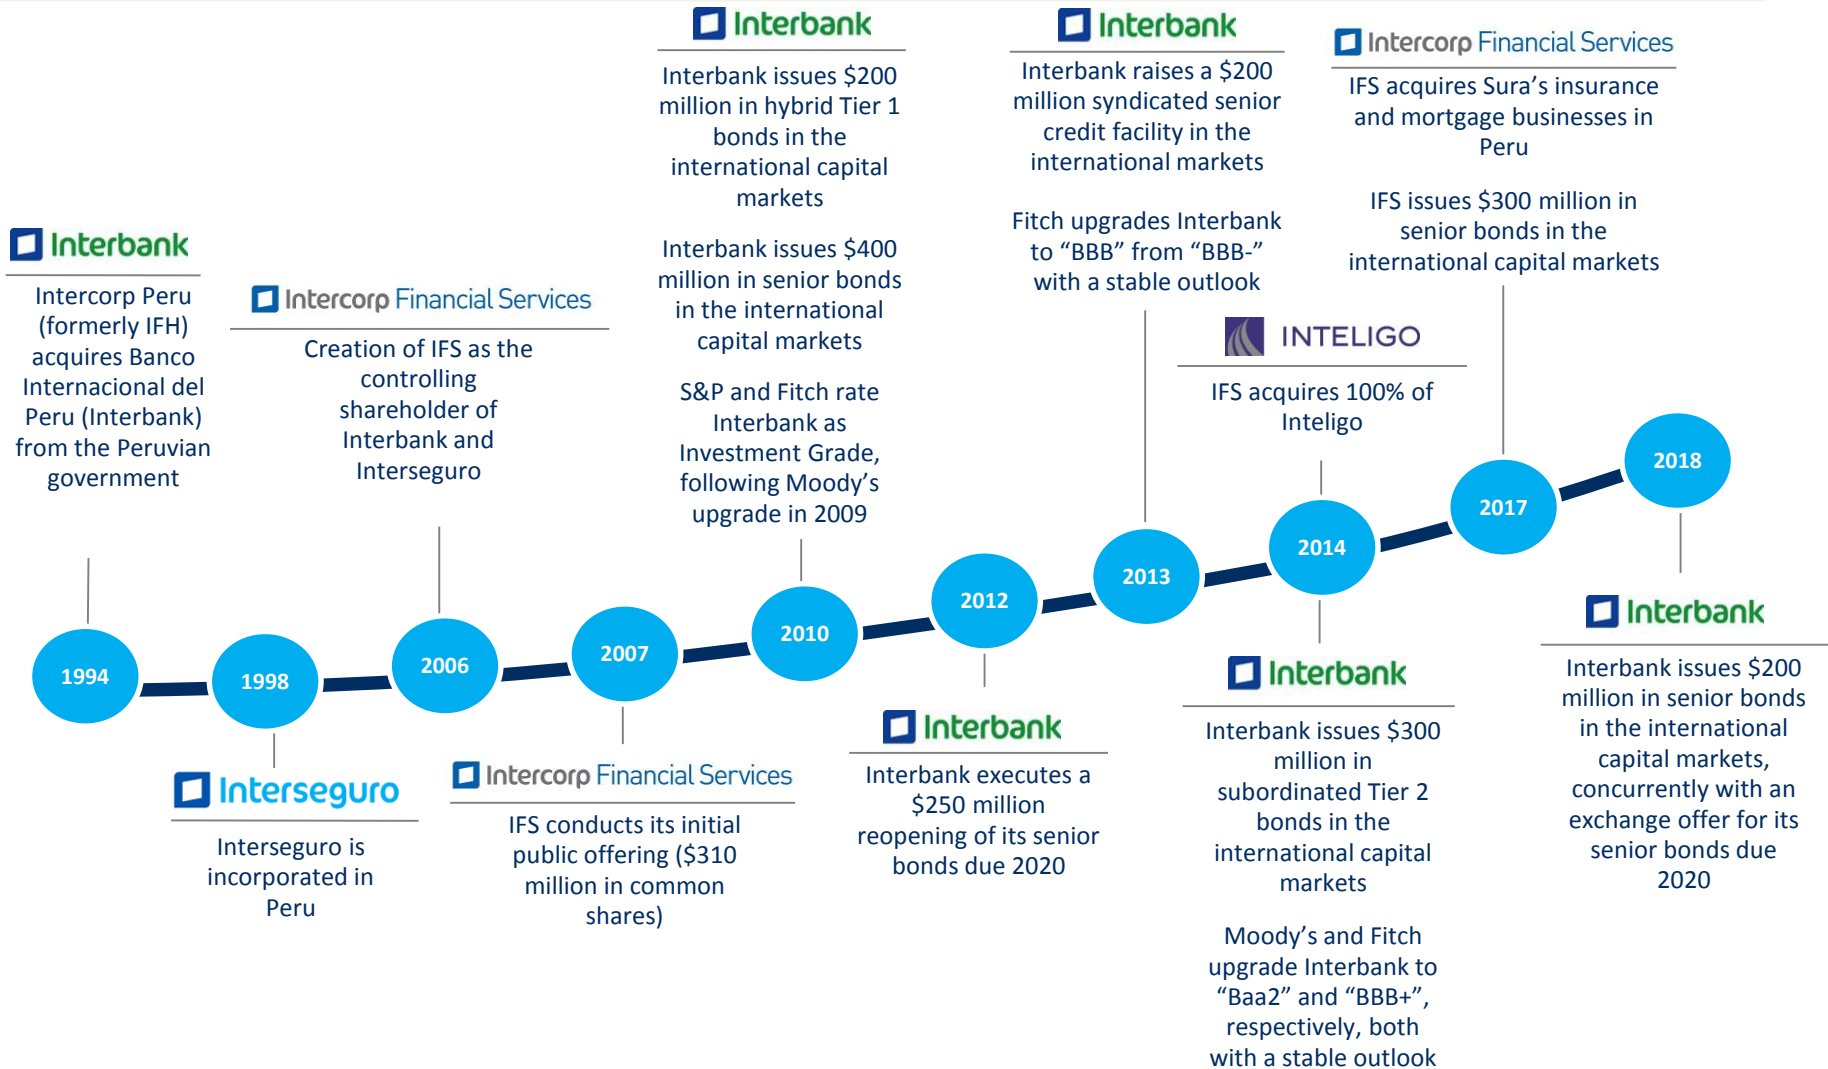 Interbank
Intercorp Peru
(formerly IFH)
acquires Banco
Internacional del
Peru (Interbank)
from the Peruvian
government
1994
1998
Interseguro
Interseguro is
incorporated in
Peru
Intercorp Financial Services
Creation of IFS as the
controlling
shareholder of
Interbank and
Interseguro
2006
2007
Intercorp Financial Services
IFS conducts its initial
public offering ($310
million in common
shares)
Interbank
Interbank issues $200
million in hybrid Tier 1
bonds in the
international capital
markets
Interbank issues $400
million in senior bonds
in the international
capital markets
S&P and Fitch rate
Interbank as
Investment Grade,
following Moody’s
upgrade in 2009
2010
2012
Interbank
Interbank executes a
$250 million
reopening of its senior
bonds due 2020
Interbank
Interbank raises a $200
million syndicated senior
credit facility in the
international markets
Fitch upgrades Interbank
to “BBB” from “BBB-”
with a stable outlook
2013
INTELIGO
IFS acquires 100% of
Inteligo
2014
Interbank
Interbank issues $300
million in
subordinated Tier 2
bonds in the
international capital
markets
Moody’s and Fitch
upgrade Interbank to
“Baa2” and “BBB+”,
respectively, both
with a stable outlook
Intercorp Financial Services
IFS acquires Sura’s insurance
and mortgage businesses in
Peru
IFS issues $300 million in
senior bonds in the
international capital markets
2017
2018
Interbank
Interbank issues $200
million in senior bonds
in the international
capital markets,
concurrently with an
exchange offer for its
senior bonds due
2020